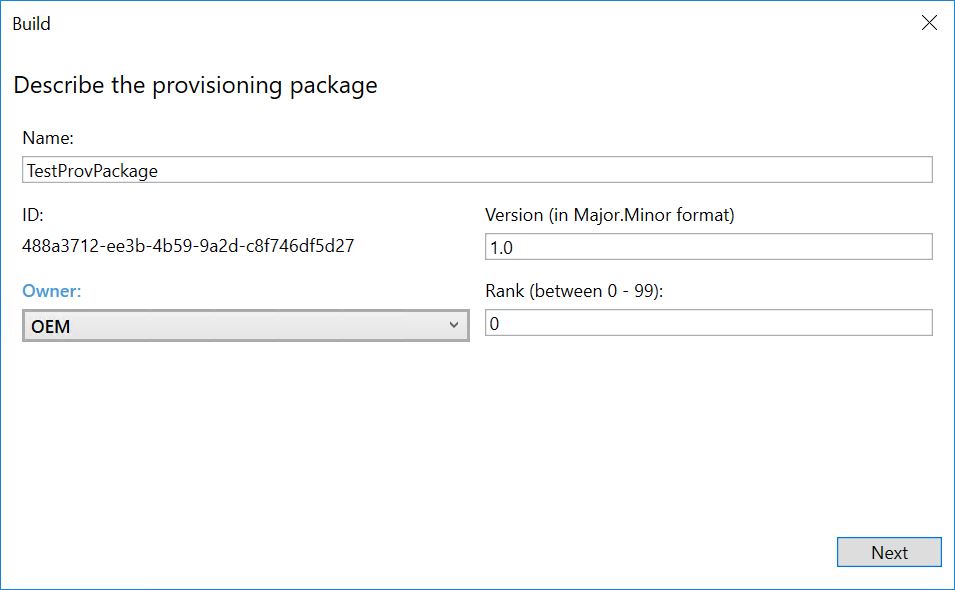 Build
Describe the provisioning package
Name:
TestProvPackage
ID:
488a3712-ee3b-4b59-9a2d-c8f746df5d27
Version (in Major.Minor format)
1.0
Owner:
OEM
Rank (between 0 - 99):
0
Next